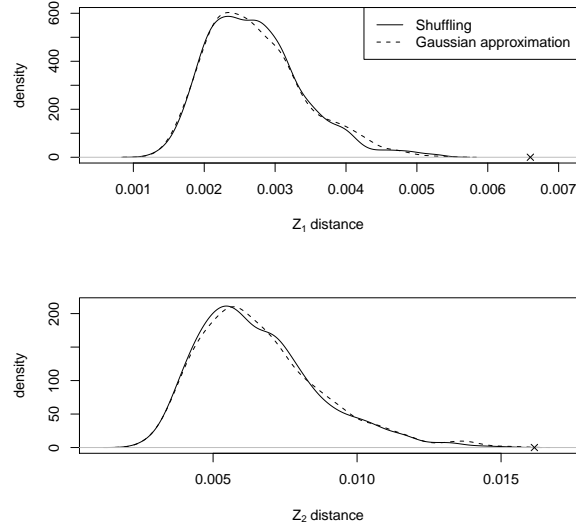 density
0
200
400
600
Shuffling
Gaussian approximation
0.001 0.002 0.003 0.004 0.005 0.006 0.007
Z₁ distance
density
0
50
100
200
0.005 0.010 0.015
Z₂ distance